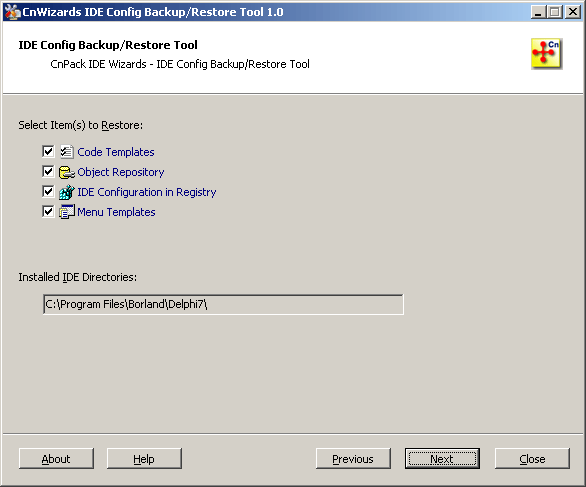 CnWizards IDE Config Backup/Restore Tool 1.0
IDE Config Backup/Restore Tool
CnPack IDE Wizards - IDE Config Backup/Restore Tool
Cn
Select Item(s) to Restore:
Code Templates
Object Repository
IDE Configuration in Registry
Menu Templates
Installed IDE Directories:
C:\Program Files\Borland\Delphi7\
About Help Previous Next Close